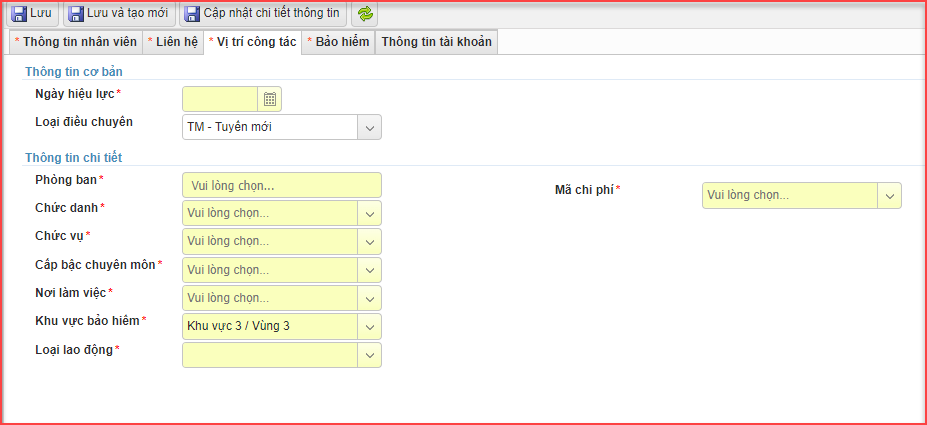 Lưu Lưu và tạo mới Cập nhật chi tiết thông tin
* Thông tin nhân viên * Liên hệ * Vị trí công tác * Bảo hiểm Thông tin tài khoản
Thông tin cơ bản
Ngày hiệu lực*
Loại điều chuyên TM - Tuyển mới
Thông tin chi tiết
Phòng ban* Vui lòng chọn... Mã chi phí* Vui lòng chọn...
Chức danh* Vui lòng chọn...
Chức vụ* Vui lòng chọn...
Cấp bậc chuyên môn* Vui lòng chọn...
Nơi làm việc* Vui lòng chọn...
Khu vực bảo hiểm* Khu vực 3 / Vùng 3
Loại lao động*